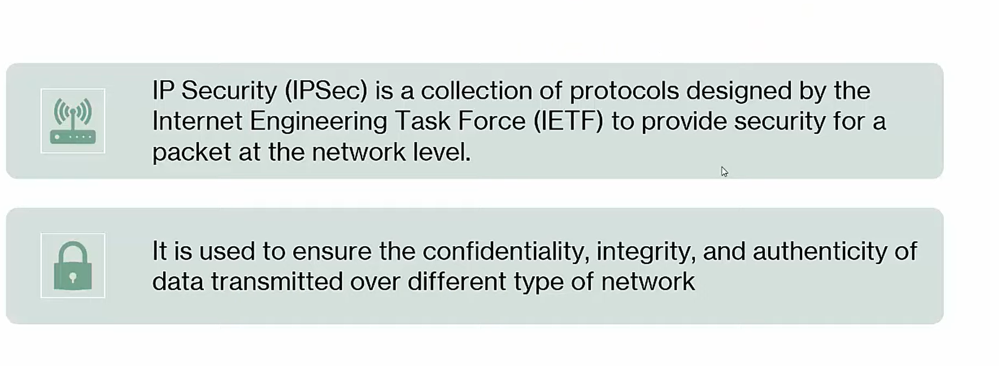 IP Security (IPSec) is a collection of protocols designed by the
Internet Engineering Task Force (IETF) to provide security for a
packet at the network level.
It is used to ensure the confidentiality, integrity, and authenticity of
data transmitted over different type of network